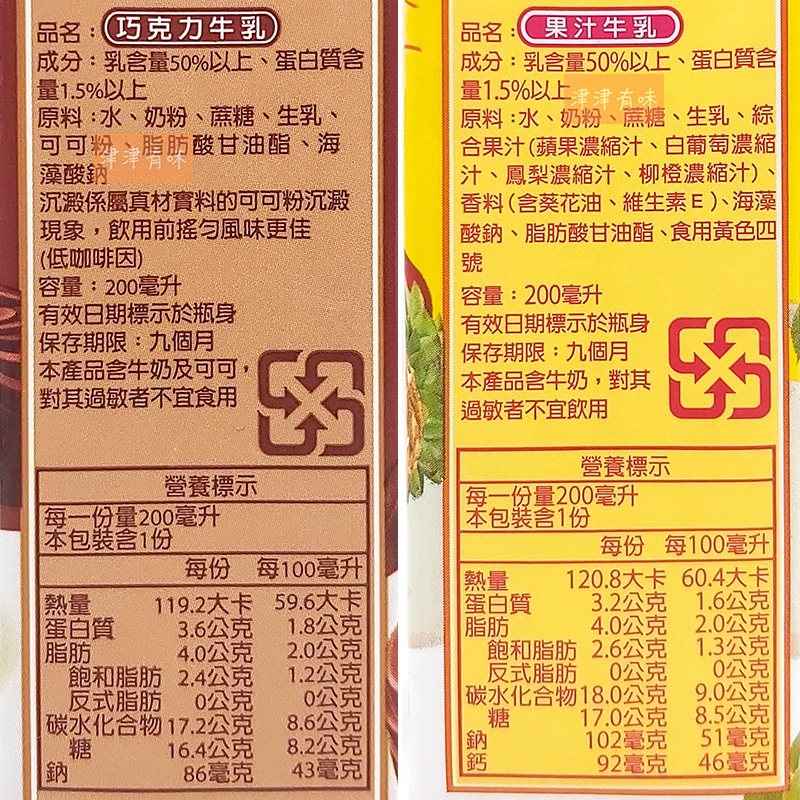 品名：巧克力牛乳
成分：乳含量50%以上、蛋白質含
量1.5%以上
原料：水、奶粉、蔗糖、生乳、
可可粉、脂肪酸甘油酯、海
藻酸鈉
津津有味
沉澱係屬真材實料的可可粉沉澱
現象，飲用前搖勻風味更佳
(低咖啡因)
容量：200毫升
有效日期標示於瓶身
保存期限：九個月
本產品含牛奶及可可，
對其過敏者不宜食用
營養標示
每一份量200毫升
本包裝含1份
每份 每100毫升
熱量 119.2大卡 59.6大卡
蛋白質 3.6公克 1.8公克
脂肪 4.0公克 2.0公克
飽和脂肪 2.4公克 1.2公克
反式脂肪 0公克 0公克
碳水化合物 17.2公克 8.6公克
糖 16.4公克 8.2公克
鈉 86毫克 43毫克
品名：果汁牛乳
成分：乳含量50%以上、蛋白質含
量1.5%以上
津津有味
原料：水、奶粉、蔗糖、生乳、綜
合果汁(蘋果濃縮汁、白葡萄濃縮
汁、鳳梨濃縮汁、柳橙濃縮汁)、
香料(含葵花油、維生素E)、海藻
酸鈉、脂肪酸甘油酯、食用黃色四
號
容量：200毫升
有效日期標示於瓶身
保存期限：九個月
本產品含牛奶，對其
過敏者不宜飲用
營養標示
每一份量200毫升
本包裝含1份
每份 每100毫升
熱量 120.8大卡 60.4大卡
蛋白質 3.2公克 1.6公克
脂肪 4.0公克 2.0公克
飽和脂肪 2.6公克 1.3公克
反式脂肪 0公克 0公克
碳水化合物 18.0公克 9.0公克
糖 17.0公克 8.5公克
鈉 102毫克 51毫克
鈣 92毫克 46毫克